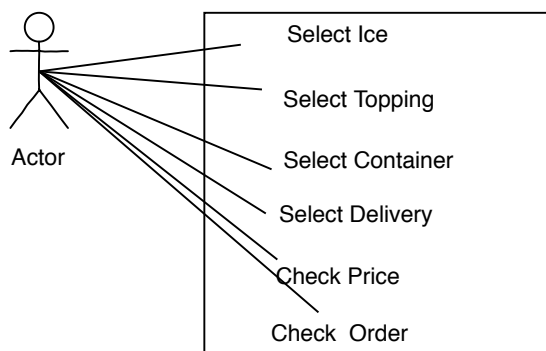 Select Ice
Select Topping
Actor
Select Container
Select Delivery
Check Price
Check Order